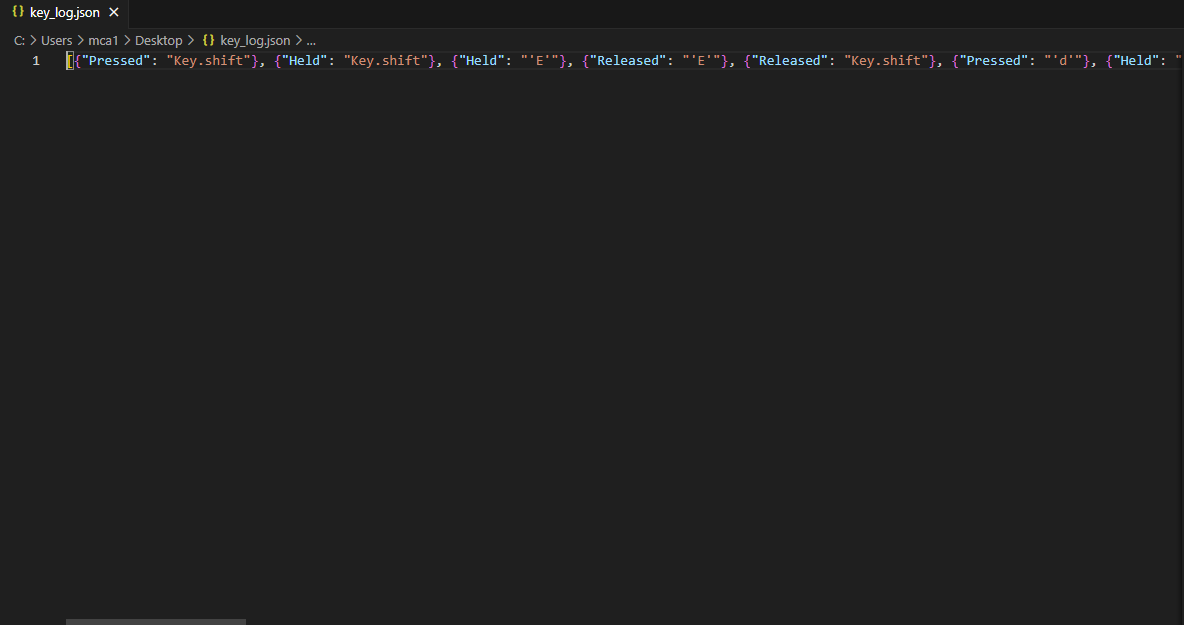 {} key_log.json ×
C: > Users > mca1 > Desktop > {} key_log.json > ...
1 [{"Pressed": "Key.shift"}, {"Held": "Key.shift"}, {"Held": "'E'"}, {"Released": "'E'"}, {"Released": "Key.shift"}, {"Pressed": "'d'"}, {"Held": "